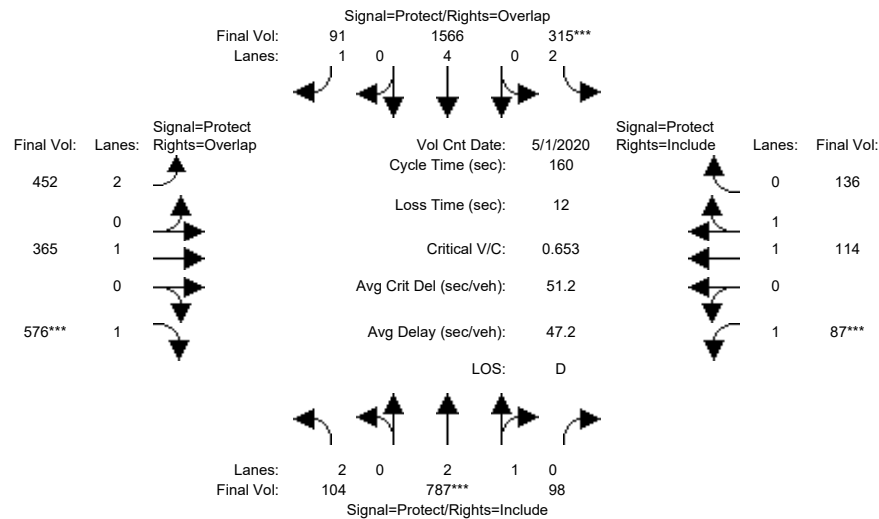 Signal=Protect/Rights=Overlap
Final Vol: 91 1566 315***
Lanes: 1 0 4 0 2
Signal=Protect
Final Vol: Lanes: Rights=Overlap
Vol Cnt Date: 5/1/2020
Signal=Protect
Rights=Include Lanes: Final Vol:
Cycle Time (sec): 160
452 2
0 136
Loss Time (sec): 12
0
1
365 1
Critical V/C: 0.653
1 114
0
Avg Crit Del (sec/veh): 51.2
0
576*** 1
Avg Delay (sec/veh): 47.2
1 87***
LOS: D
Lanes: 2 0 2 1 0
Final Vol: 104 787*** 98
Signal=Protect/Rights=Include